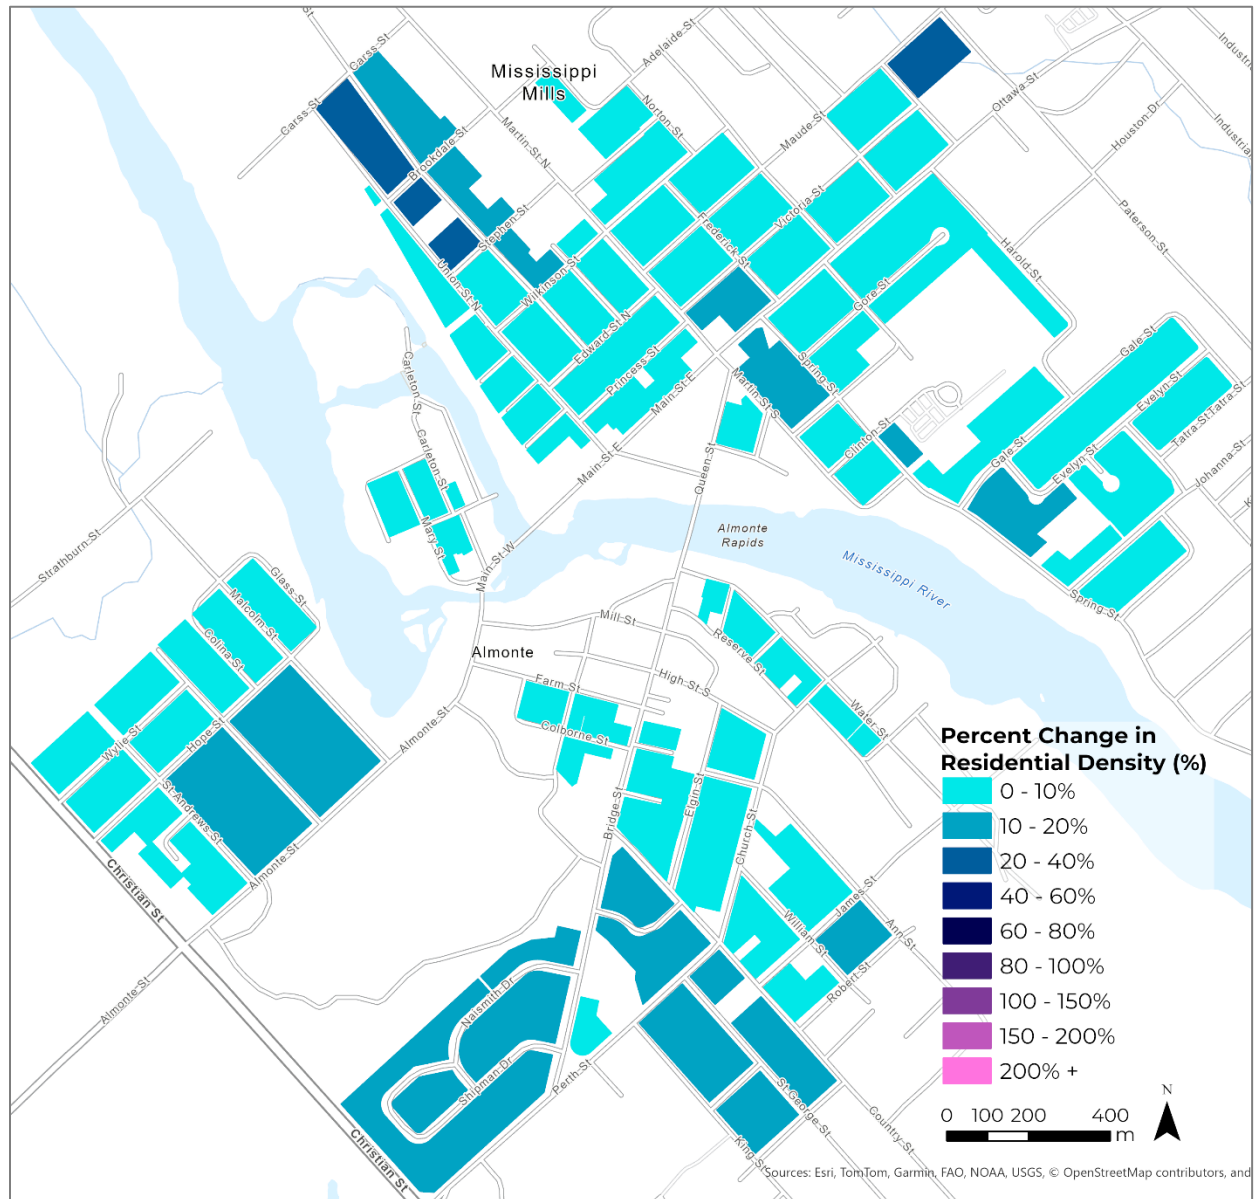 Carss St
Adelaide St
Industri
Mississippi
Mills
Ottawa St
Norton St
Houston Dr
Industrial
Carss St
Martin St N
Maude St
Brookdale St
Victoria St
Paterson St
Stephen St
Frederick St
Harold St
Union St N
Wilkinson St
Gore St
Edward St N
Gale St
Princess St
Spring St
Carleton St
Main St E
Martin St S
Evelyn St
Tatra St
Tatra St
Clinton St
Carleton St
Main St E
Queen St
Gale St
Evelyn St
Johanna St
K
Mary St
Almonte
Rapids
Strathburn St
Main St W
Mississippi River
Glass St
Spring St
Malcolm St
Mill St
Reserve St
Colina St
Almonte
Farm St
High St S
Water St
Wylie St
Hope St
Almonte St
Colborne St
St Andrews St
Elgin St
Bridge St
Church St
Almonte St
Christian St
James St
William St
Ann St
Robert St
Almonte St
Naismith Dr
Shipman Dr
Perth St
St George St
Country St
Christian St
King St
Percent Change in
Residential Density (%)
0 - 10%
10 - 20%
20 - 40%
40 - 60%
60 - 80%
80 - 100%
100 - 150%
150 - 200%
200% +
N
0 100 200 400
m
Sources: Esri, TomTom, Garmin, FAO, NOAA, USGS, © OpenStreetMap contributors, and